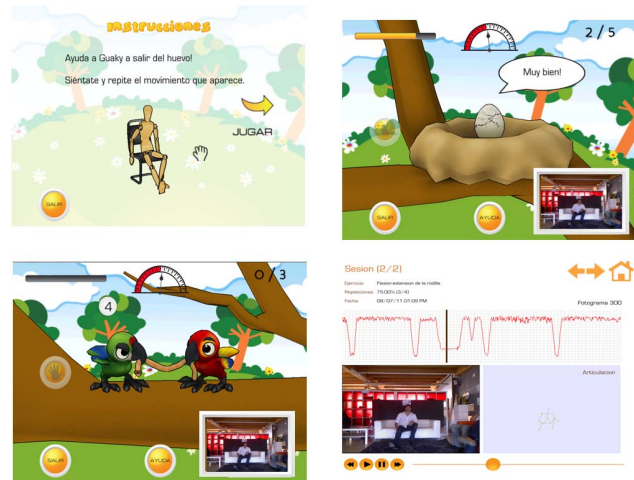 Instrucciones
Ayuda a Guaky a salir del huevo!
Siéntate y repite el movimiento que aparece.
JUGAR
SALIR
2 / 5
Muy bien!
SALIR
AYUDA
0 / 3
4
SALIR
AYUDA
Sesion (2/2)
Ejercicio: Flexion-extension de la rodilla
Repeticiones: 75.00% (3/4)
Fecha: 08/07/11 01:09 PM
Fotograma 300
Articulacion